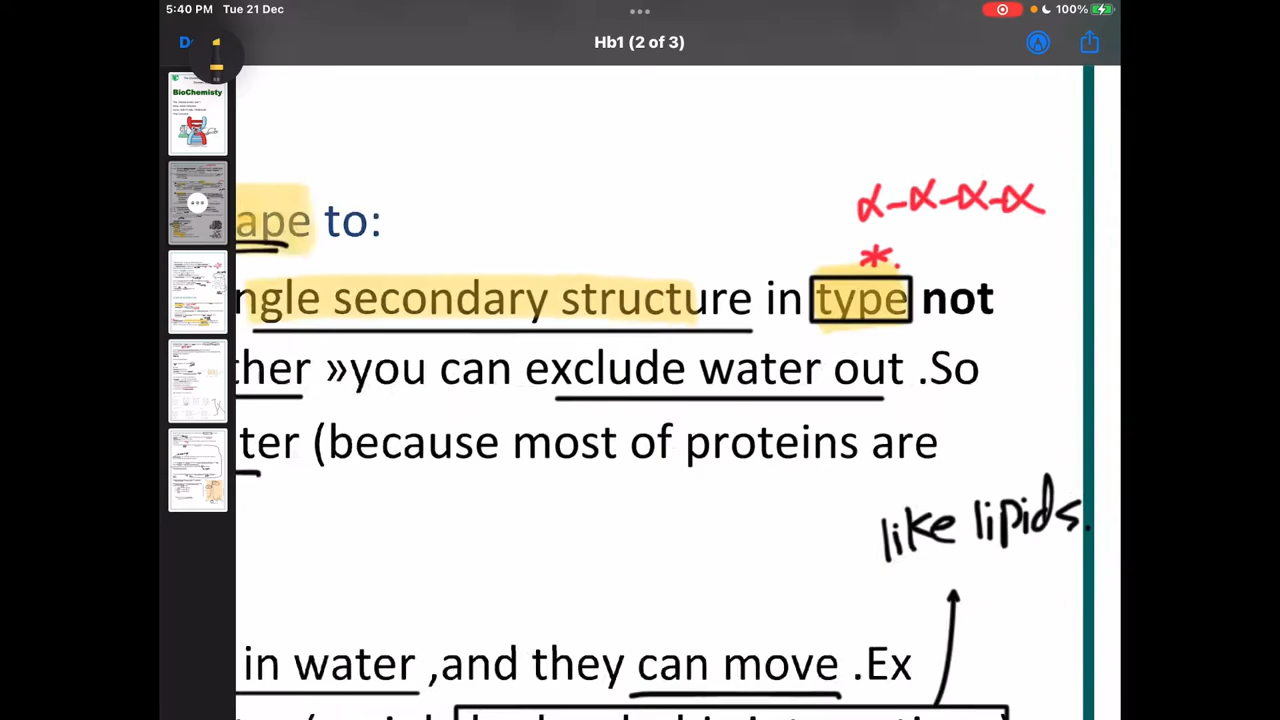 5:40 PM Tue 21 Dec
100%
Hb1 (2 of 3)
BioChemisty
α-α-α-α
ape to:
*.
ngle secondary structure in type not
ther »you can exclude water out .So
ter (because most of proteins are
like lipids.
in water ,and they can move .Ex